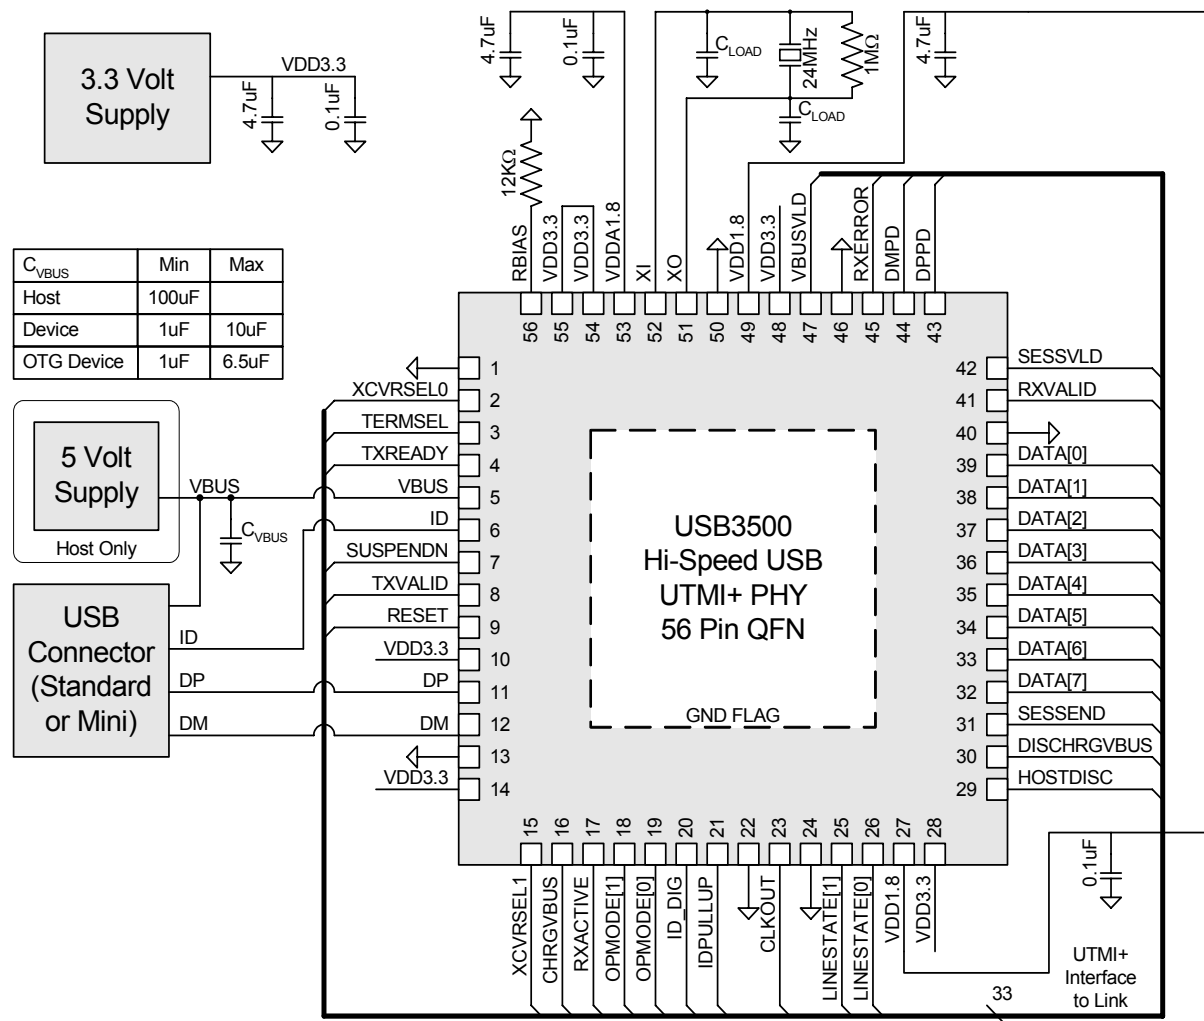 3.3 Volt
Supply
VDD3.3
4.7uF
0.1uF
4.7uF
0.1uF
C_LOAD
24MHz
1MΩ
C_LOAD
4.7uF
12KΩ
C_VBUS Min Max
Host 100uF
Device 1uF 10uF
OTG Device 1uF 6.5uF
RBIAS
VDD3.3
VDD3.3
VDDA1.8
XI
XO
VDD1.8
VDD3.3
VBUSVLD
RXERROR
DMPD
DPPD
56
55
54
53
52
51
50
49
48
47
46
45
44
43
5 Volt
Supply
Host Only
VBUS
C_VBUS
USB
Connector
(Standard
or Mini)
ID
DP
DM
1
XCVRSEL0 2
TERMSEL 3
TXREADY 4
VBUS 5
ID 6
SUSPENDN 7
TXVALID 8
RESET 9
VDD3.3 10
DP 11
DM 12
13
VDD3.3 14
USB3500
Hi-Speed USB
UTMI+ PHY
56 Pin QFN
GND FLAG
42 SESSVLD
41 RXVALID
40
39 DATA[0]
38 DATA[1]
37 DATA[2]
36 DATA[3]
35 DATA[4]
34 DATA[5]
33 DATA[6]
32 DATA[7]
31 SESSEND
30 DISCHRGVBUS
29 HOSTDISC
15
16
17
18
19
20
21
22
23
24
25
26
27
28
XCVRSEL1
CHRGVBUS
RXACTIVE
OPMODE[1]
OPMODE[0]
ID_DIG
IDPULLUP
CLKOUT
LINESTATE[1]
LINESTATE[0]
VDD1.8
VDD3.3
0.1uF
UTMI+
Interface
to Link
33